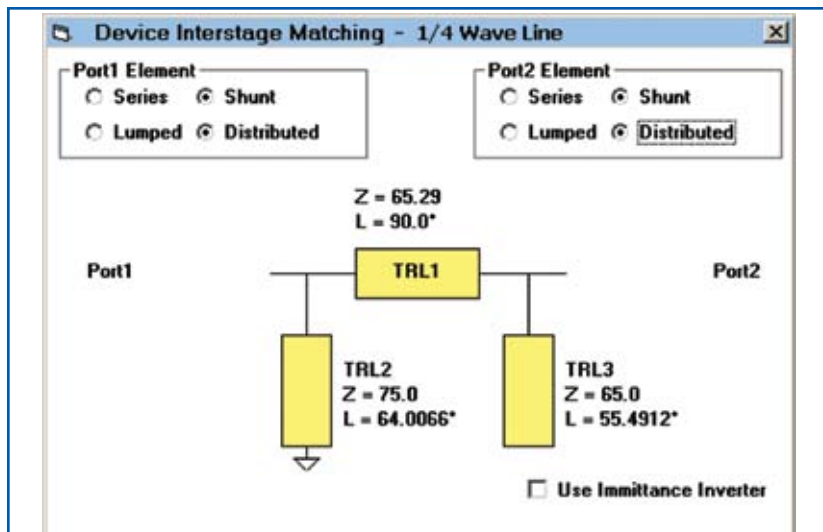 Device Interstage Matching - 1/4 Wave Line
Port1 Element
Series Shunt
Lumped Distributed
Port2 Element
Series Shunt
Lumped Distributed
Z = 65.29
L = 90.0°
Port1
TRL1
Port2
TRL2
Z = 75.0
L = 64.0066°
TRL3
Z = 65.0
L = 55.4912°
Use Immittance Inverter